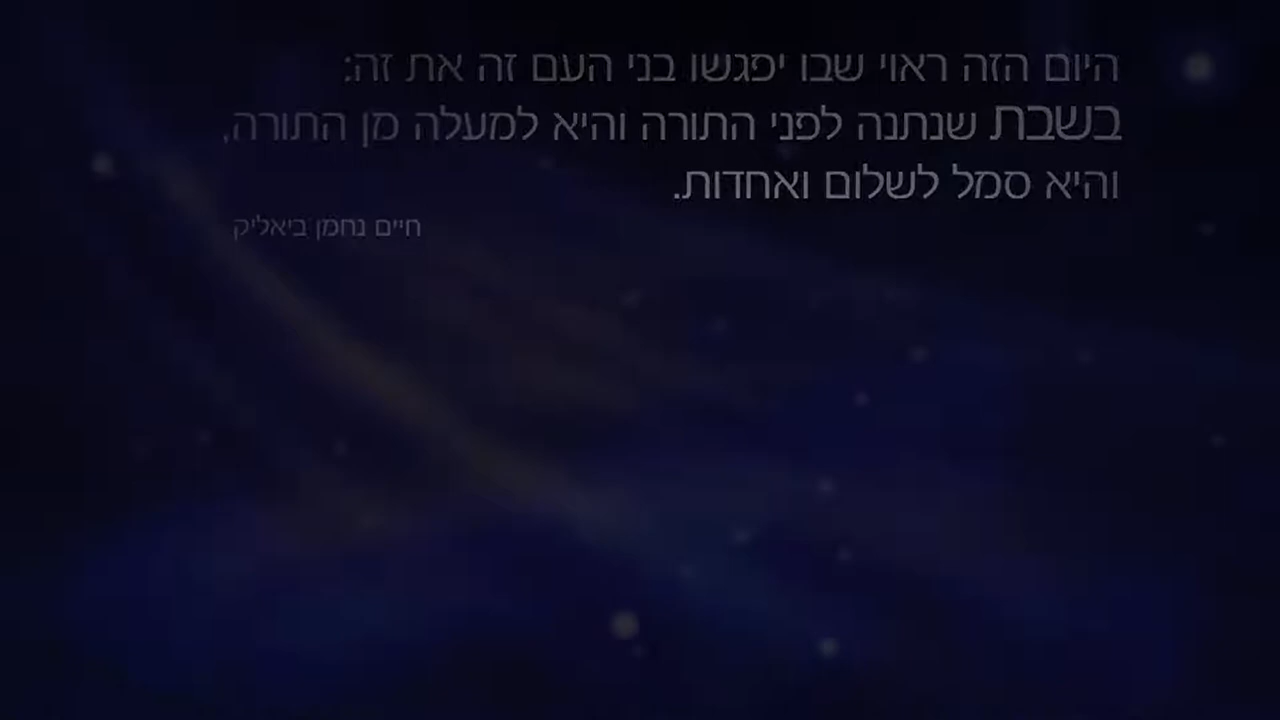 היום הזה ראוי שבו יפגשו בני העם זה את זה:
בשבת שנתנה לפני התורה והיא למעלה מן התורה,
והיא סמל לשלום ואחדות.
חיים נחמן ביאליק